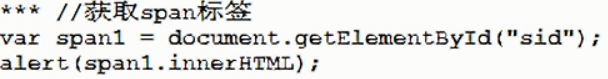 *** //获取span标签
var span1 = document.getElementById("sid");
alert(span1.innerHTML);